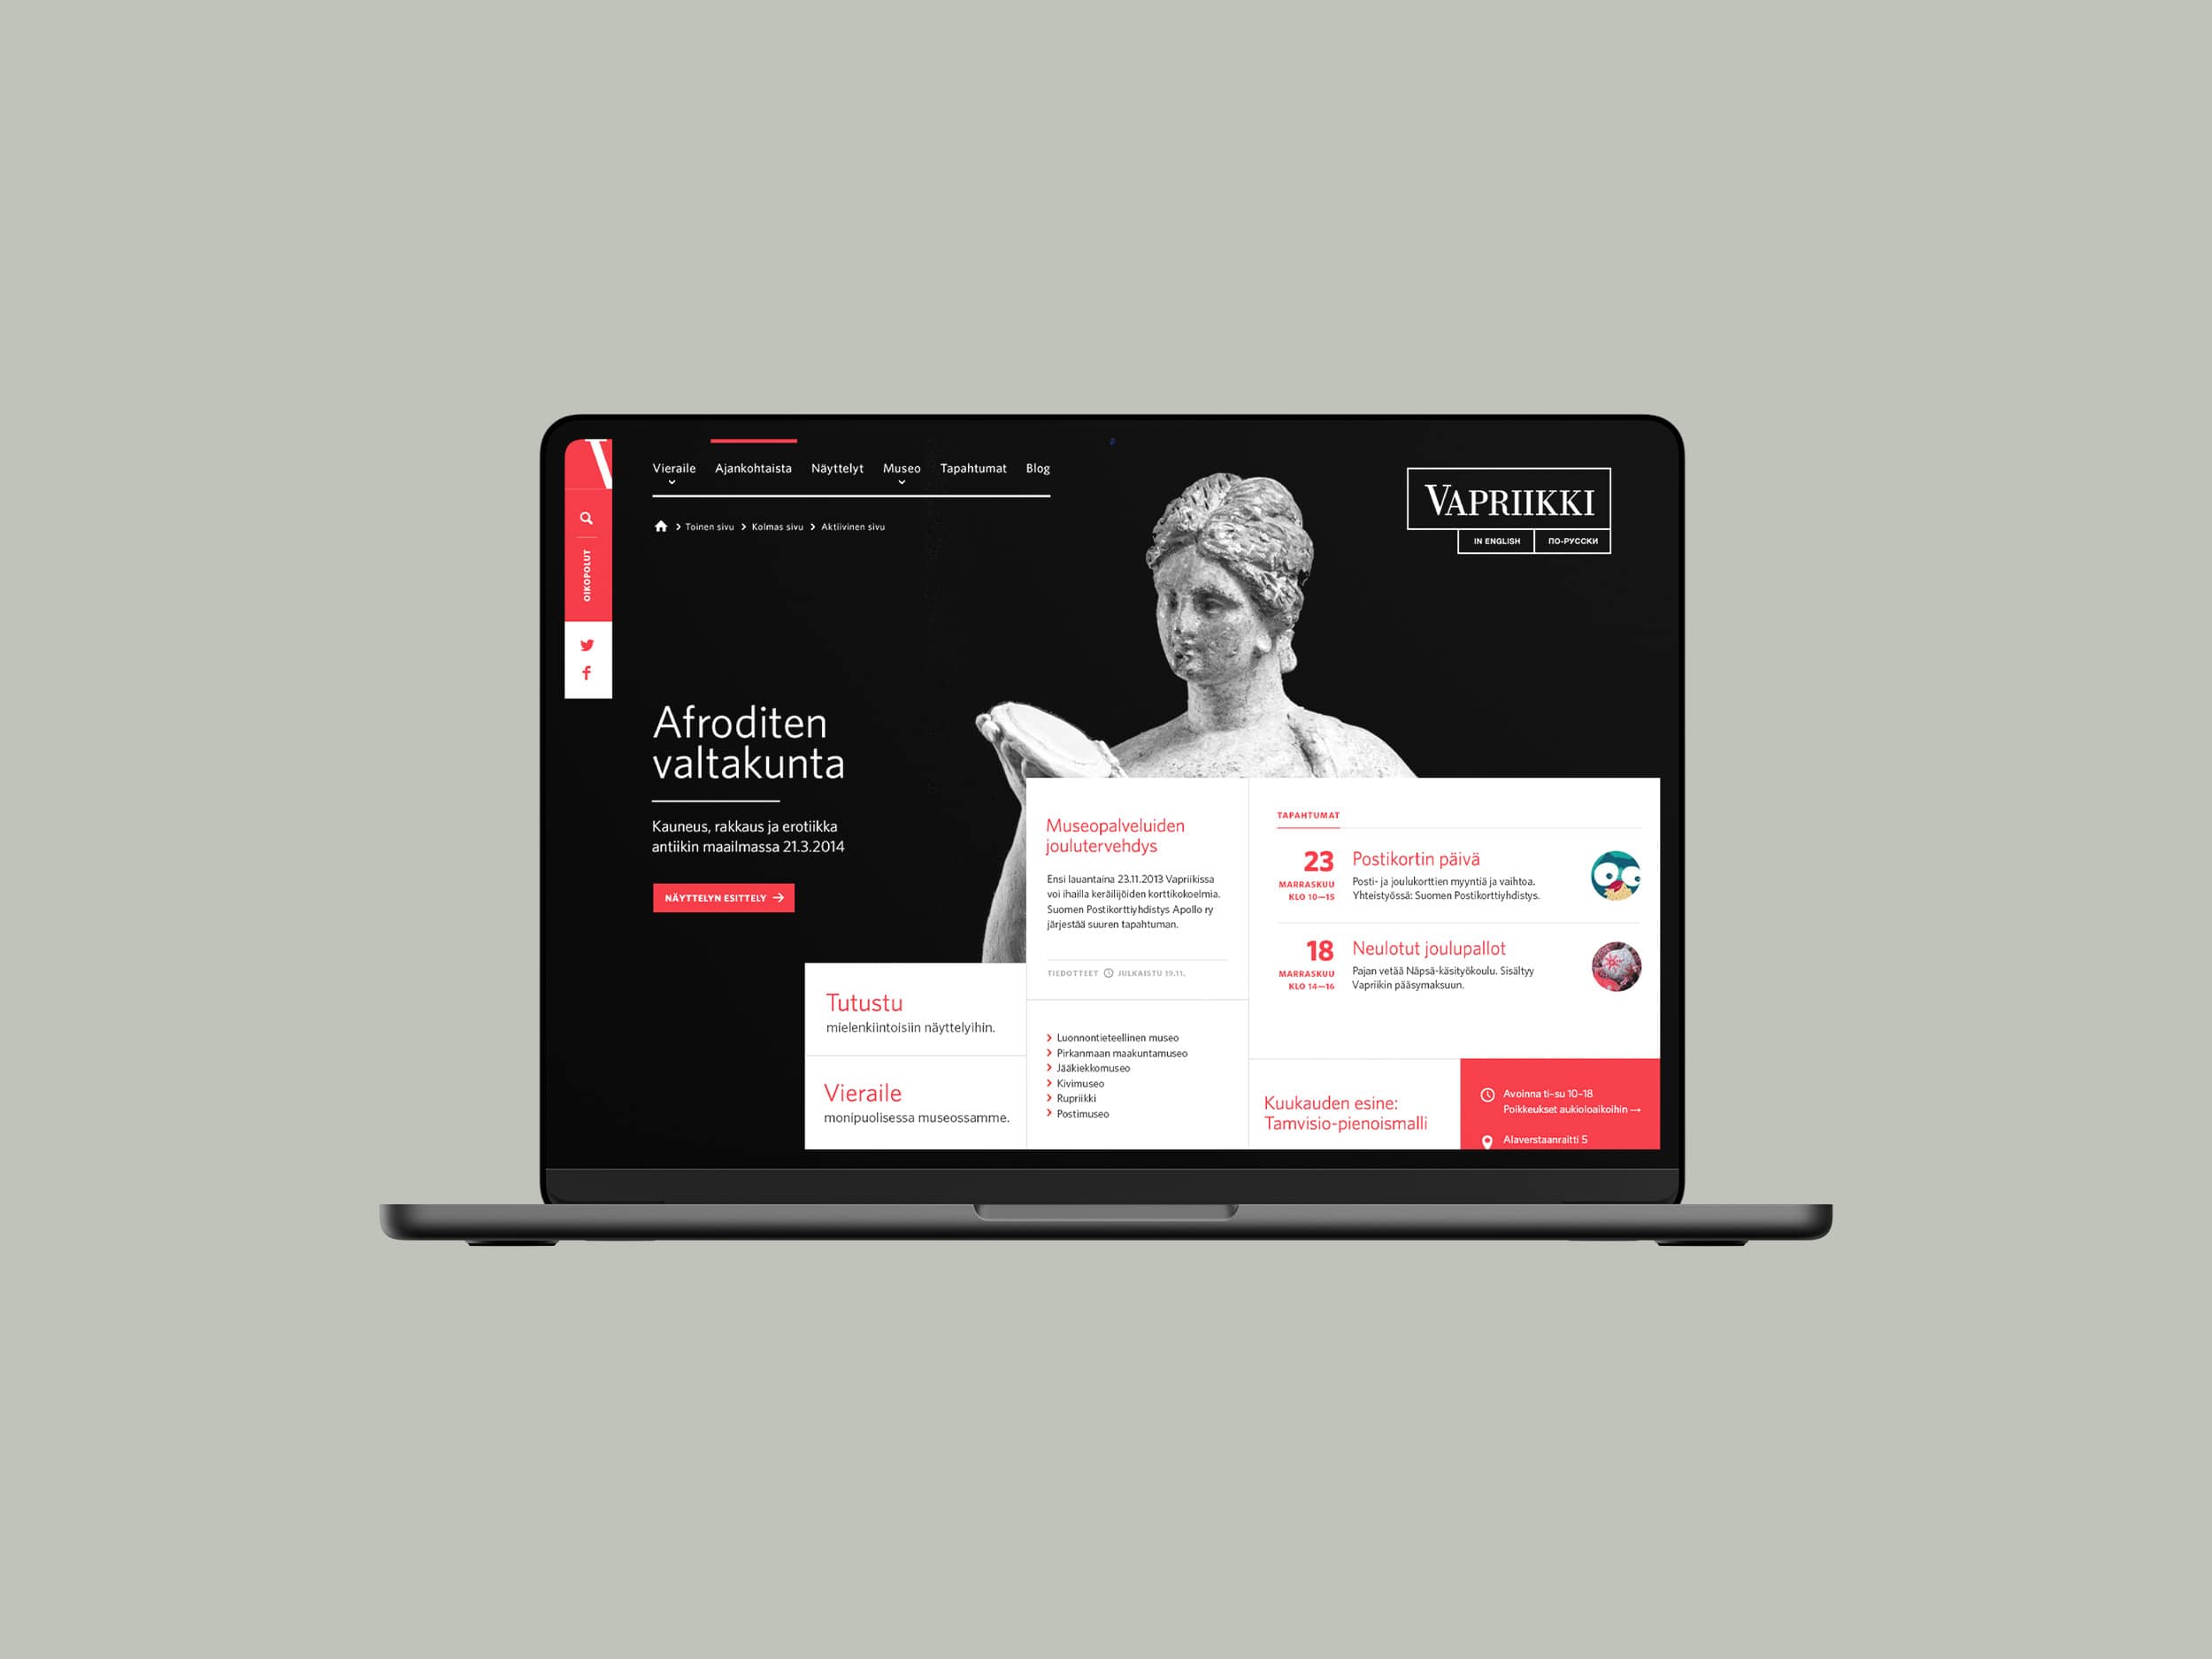 Vieraile Ajankohtaista Näyttelyt Museo Tapahtumat Blog
Toinen sivu Kolmas sivu Aktiivinen sivu
VAPRIIKKI
IN ENGLISH ПО-РУССКИ
V
OIKOPOLUT
Afroditen
valtakunta
Kauneus, rakkaus ja erotiikka
antiikin maailmassa 21.3.2014
NÄYTTELYN ESITTELY →
Tutustu
mielenkiintoisiin näyttelyihin.
Vieraile
monipuolisessa museossamme.
Museopalveluiden
joulutervehdys
Ensi lauantaina 23.11.2013 Vapriikissa
voi ihailla keräilijöiden korttikokoelmia.
Suomen Postikorttiyhdistys Apollo ry
järjestää suuren tapahtuman.
TIEDOTTEET JULKAISTU 19.11.
Luonnontieteellinen museo
Pirkanmaan maakuntamuseo
Jääkiekkomuseo
Kivimuseo
Rupriikki
Postimuseo
TAPAHTUMAT
23
MARRASKUU
KLO 10—15
Postikortin päivä
Posti- ja joulukorttien myyntiä ja vaihtoa.
Yhteistyössä: Suomen Postikorttiyhdistys.
18
MARRASKUU
KLO 14—16
Neulotut joulupallot
Pajan vetää Näpsä-käsityökoulu. Sisältyy
Vapriikin pääsymaksuun.
Kuukauden esine:
Tamvisio-pienoismalli
Avoinna ti–su 10–18
Poikkeukset aukioloaikoihin →
Alaverstaanraitti 5